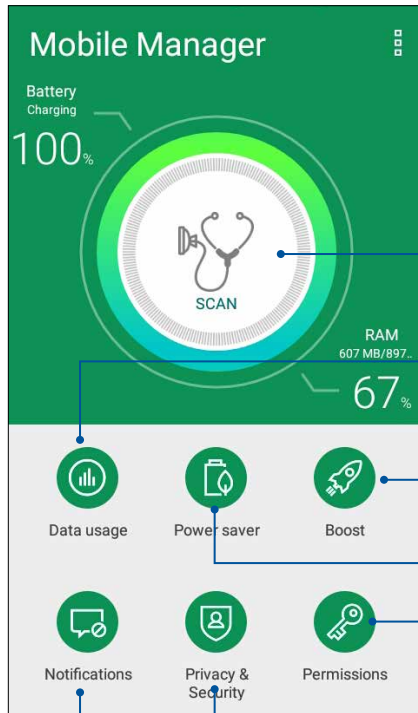 Mobile Manager
Battery
Charging
100%
SCAN
RAM
607 MB/897..
67%
Data usage
Power saver
Boost
Notifications
Privacy &
Security
Permissions